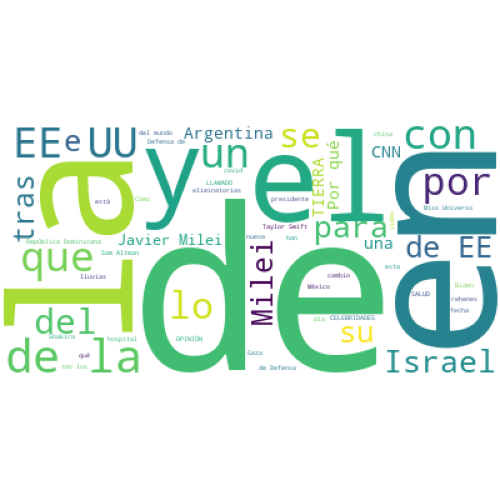 del mundo
Argentina
china
EE
e
UU
Defensa de
se
con
tras
la
y
un
el
en
CNN
covid
TIERRA
Por qué
LLAMADO
eliminatorias
por
está
Cómo
presidente
Miss Universo
Taylor Swift
para
video
República Dominicana
Javier Milei
nueva
han
una
de EE
que
Sam Altman
lluvias
Milei
cambio
esta
México
SALUD
Biden
rehenes
de
lo
del
día
CELEBRIDADES
fecha
Shakira
hospital
OPINIÓN
su
de la
qué
Gaza
Israel
son los
de Defensa